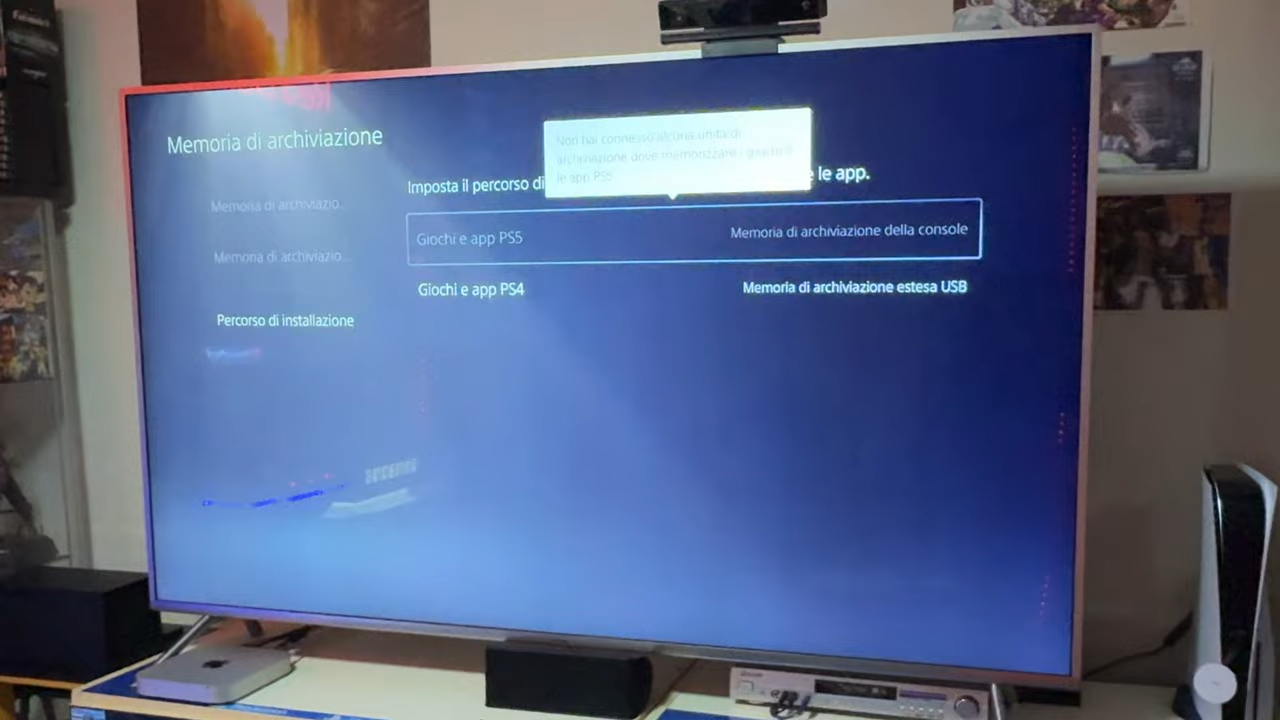 Memoria di archiviazione
Non hai connesso alcuna unità di
archiviazione dove memorizzare i giochi e
le app PS5.
Imposta il percorso di
le app.
Memoria di archiviazio...
Giochi e app PS5
Memoria di archiviazione della console
Memoria di archiviazio...
Giochi e app PS4
Memoria di archiviazione estesa USB
Percorso di installazione